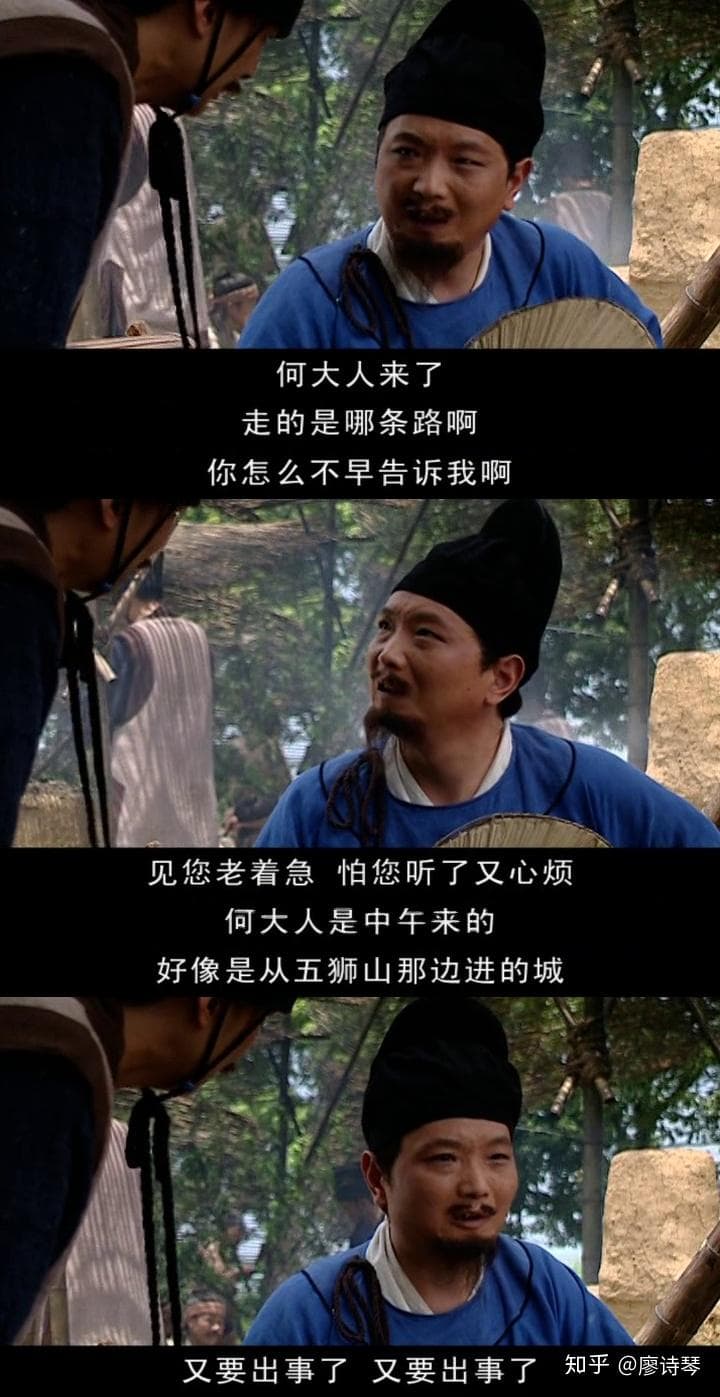 何大人来了
走的是哪条路啊
你怎么不早告诉我啊
见您老着急 怕您听了又心烦
何大人是中午来的
好像是从五狮山那边进的城
又要出事了 又要出事了
知乎 @廖诗琴